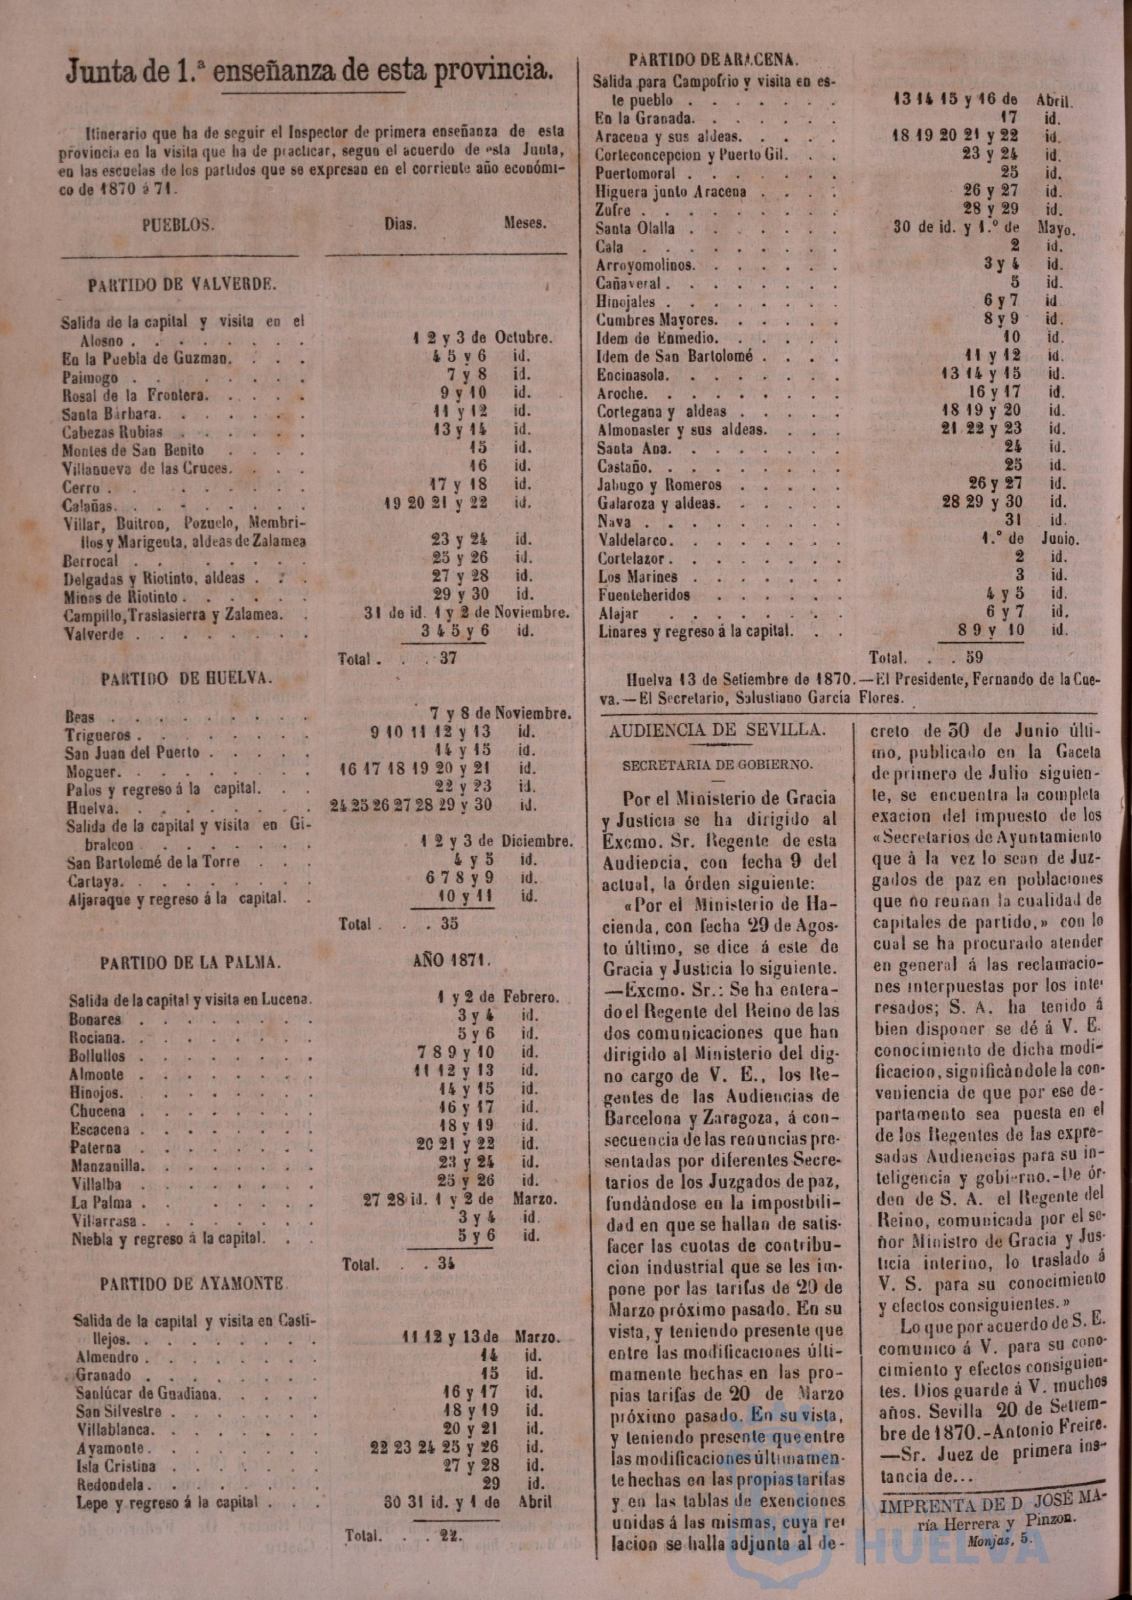 Junta de 1.ª enseñanza de esta provincia.
Itinerario que ha de seguir el Inspector de primera enseñanza de esta
provincia en la visita que ha de practicar, segun el acuerdo de esta Junta,
en las escuelas de los partidos que se expresan en el corriente año económi-
co de 1870 á 71.
PUEBLOS. Dias. Meses.
PARTIDO DE VALVERDE.
Salida de la capital y visita en el
Alosno . . . . . . . . 1 2 y 3 de Octubre.
En la Puebla de Guzman. . . . 4 5 y 6 id.
Paimogo . . . . . . . . 7 y 8 id.
Rosal de la Frontera. . . . . 9 y 10 id.
Santa Bárbara. . . . . . . 11 y 12 id.
Cabezas Rubias . . . . . . 13 y 14 id.
Montes de San Benito . . . . 15 id.
Villanueva de las Cruces. . . . 16 id.
Cerro . . . . . . . . 17 y 18 id.
Calañas. . . . . . . . 19 20 21 y 22 id.
Villar, Buitron, Pozuelo, Membri-
llos y Marigenta, aldeas de Zalamea 23 y 24 id.
Berrocal . . . . . . . . 25 y 26 id.
Delgadas y Riotinto, aldeas . . . 27 y 28 id.
Minas de Riotinto . . . . . . 29 y 30 id.
Campillo, Traslasierra y Zalamea. . 31 de id. 1 y 2 de Noviembre.
Valverde . . . . . . . . 3 4 5 y 6 id.
Total . . . 37
PARTIDO DE HUELVA.
Beas . . . . . . . . . 7 y 8 de Noviembre.
Trigueros . . . . . . . . 9 10 11 12 y 13 id.
San Juan del Puerto . . . . . 14 y 15 id.
Moguer. . . . . . . . . 16 17 18 19 20 y 21 id.
Palos y regreso á la capital. . . 22 y 23 id.
Huelva. . . . . . . . . 24 25 26 27 28 29 y 30 id.
Salida de la capital y visita en Gi-
braleon . . . . . . . . 1 2 y 3 de Diciembre.
San Bartolomé de la Torre . . . 4 y 5 id.
Cartaya. . . . . . . . . 6 7 8 y 9 id.
Aljaraque y regreso á la capital. . 10 y 11 id.
Total . . . 35
PARTIDO DE LA PALMA. AÑO 1871.
Salida de la capital y visita en Lucena. 1 y 2 de Febrero.
Bonares . . . . . . . . 3 y 4 id.
Rociana. . . . . . . . . 5 y 6 id.
Bollullos . . . . . . . . 7 8 9 y 10 id.
Almonte . . . . . . . . 11 12 y 13 id.
Hinojos. . . . . . . . . 14 y 15 id.
Chucena . . . . . . . . 16 y 17 id.
Escacena . . . . . . . . 18 y 19 id.
Paterna . . . . . . . . 20 21 y 22 id.
Manzanilla. . . . . . . . 23 y 24 id.
Villalba . . . . . . . . 25 y 26 id.
La Palma . . . . . . . . 27 28 id. 1 y 2 de Marzo.
Villarrasa . . . . . . . . 3 y 4 id.
Niebla y regreso á la capital. . . 5 y 6 id.
Total. . . 34
PARTIDO DE AYAMONTE.
Salida de la capital y visita en Casti-
llejos. . . . . . . . . 11 12 y 13 de Marzo.
Almendro . . . . . . . . 14 id.
Granado . . . . . . . . 15 id.
Sanlúcar de Guadiana. . . . . 16 y 17 id.
San Silvestre . . . . . . . 18 y 19 id.
Villablanca. . . . . . . . 20 y 21 id.
Ayamonte . . . . . . . . 22 23 24 25 y 26 id.
Isla Cristina . . . . . . . 27 y 28 id.
Redondela . . . . . . . . 29 id.
Lepe y regreso á la capital . . . 30 31 id. y 1 de Abril
Total. . . 22.
PARTIDO DE ARACENA.
Salida para Campofrio y visita en es-
te pueblo . . . . . . . 13 14 15 y 16 de Abril.
En la Granada. . . . . . . 17 id.
Aracena y sus aldeas. . . . . 18 19 20 21 y 22 id.
Corteconcepcion y Puerto Gil. . . 23 y 24 id.
Puertomoral . . . . . . . 25 id.
Higuera junto Aracena . . . . 26 y 27 id.
Zufre . . . . . . . . . 28 y 29 id.
Santa Olalla . . . . . . . 30 de id. y 1.º de Mayo.
Cala . . . . . . . . . 2 id.
Arroyomolinos. . . . . . . 3 y 4 id.
Cañaveral . . . . . . . . 5 id.
Hinojales . . . . . . . . 6 y 7 id
Cumbres Mayores. . . . . . 8 y 9 id.
Idem de Enmedio. . . . . . 10 id.
Idem de San Bartolomé . . . . 11 y 12 id.
Encinasola. . . . . . . . 13 14 y 15 id.
Aroche. . . . . . . . . 16 y 17 id.
Cortegana y aldeas . . . . . 18 19 y 20 id.
Almonaster y sus aldeas. . . . 21 22 y 23 id.
Santa Ana. . . . . . . . 24 id.
Castaño. . . . . . . . . 25 id.
Jabugo y Romeros . . . . . 26 y 27 id.
Galaroza y aldeas. . . . . . 28 29 y 30 id.
Nava . . . . . . . . . 31 id.
Valdelarco. . . . . . . . 1.º de Junio.
Cortelazor . . . . . . . . 2 id.
Los Marines . . . . . . . 3 id.
Fuenteheridos . . . . . . 4 y 5 id.
Alajar . . . . . . . . 6 y 7 id.
Linares y regreso á la capital. . . 8 9 y 10 id.
Total. . . 59
Huelva 13 de Setiembre de 1870.—El Presidente, Fernando de la Cue-
va.—El Secretario, Salustiano García Flores.
AUDIENCIA DE SEVILLA.
SECRETARIA DE GOBIERNO.
Por el Ministerio de Gracia
y Justicia se ha dirigido al
Excmo. Sr. Regente de esta
Audiencia, con fecha 9 del
actual, la órden siguiente:
«Por el Ministerio de Ha-
cienda, con fecha 29 de Agos-
to último, se dice á este de
Gracia y Justicia lo siguiente.
—Excmo. Sr.: Se ha entera-
do el Regente del Reino de las
dos comunicaciones que han
dirigido al Ministerio del dig-
no cargo de V. E., los Re-
gentes de las Audiencias de
Barcelona y Zaragoza, á con-
secuencia de las renuncias pre-
sentadas por diferentes Secre-
tarios de los Juzgados de paz,
fundándose en la imposibili-
dad en que se hallan de satis-
facer las cuotas de contribu-
cion industrial que se les im-
pone por las tarifas de 20 de
Marzo próximo pasado. En su
vista, y teniendo presente que
entre las modificaciones últi-
mamente hechas en las pro-
pias tarifas de 20 de Marzo
próximo pasado. En su vista,
y teniendo presente que entre
las modificaciones últimamen-
te hechas en las propias tarifas
y en las tablas de exenciones
unidas á las mismas, cuya re-
lacion se halla adjunta al de-
creto de 30 de Junio últi-
mo, publicado en la Gaceta
de primero de Julio siguien-
te, se encuentra la completa
exacion del impuesto de los
«Secretarios de Ayuntamiento
que á la vez lo sean de Juz-
gados de paz en poblaciones
que no reunan la cualidad de
capitales de partido,» con lo
cual se ha procurado atender
en general á las reclamacio-
nes interpuestas por los inte-
resados; S. A. ha tenido á
bien disponer se dé á V. E.
conocimiento de dicha modi-
ficacion, significándole la con-
veniencia de que por ese de-
partamento sea puesta en el
de los Regentes de las expre-
sadas Audiencias para su in-
teligencia y gobierno.-De ór-
den de S. A. el Regente del
Reino, comunicada por el se-
ñor Ministro de Gracia y Jus-
ticia interino, lo traslado á
V. S. para su conocimiento
y efectos consiguientes.»
Lo que por acuerdo de S. E.
comunico á V. para su cono-
cimiento y efectos consiguien-
tes. Dios guarde á V. muchos
años. Sevilla 20 de Setiem-
bre de 1870.-Antonio Freire.
—Sr. Juez de primera ins-
tancia de...
IMPRENTA DE D. JOSÉ MA-
ría Herrera y Pinzon.
Monjas, 5.
HUELVA